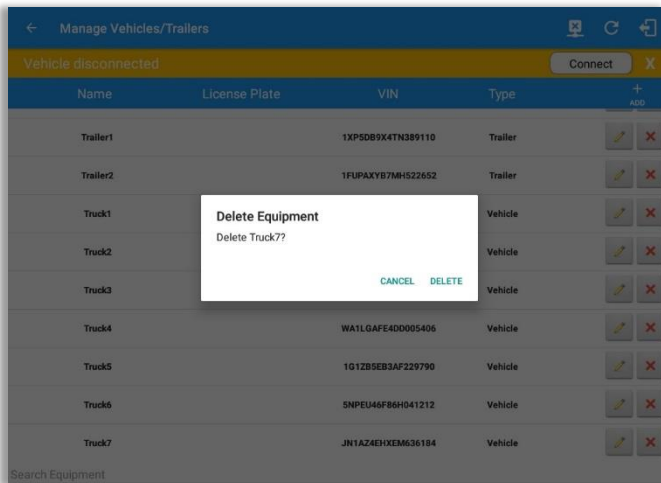 Manage Vehicles/Trailers
Vehicle disconnected Connect X
Name License Plate VIN Type + ADD
Trailer1 1XP5DB9X4TN389110 Trailer
Trailer2 1FUPAXYB7MH522652 Trailer
Truck1 Vehicle
Truck2 Vehicle
Truck3 Vehicle
Delete Equipment
Delete Truck7?
CANCEL DELETE
Truck4 WA1LGAFE4DD005406 Vehicle
Truck5 1G1ZB5EB3AF229790 Vehicle
Truck6 5NPEU46F86H041212 Vehicle
Truck7 JN1AZ4EHXEM636184 Vehicle
Search Equipment